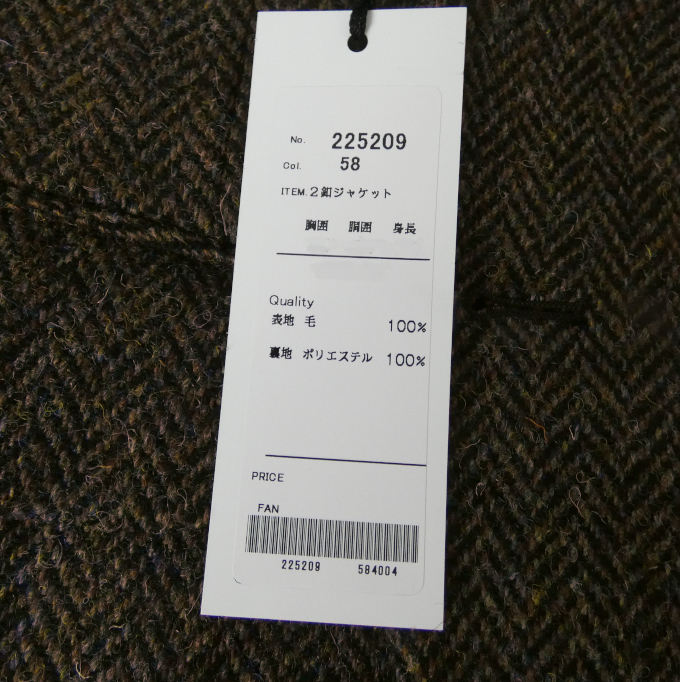 No. 225209
Col. 58
ITEM.2釦ジャケット
胸囲 胴囲 身長
Quality
表地 毛 100%
裏地 ポリエステル 100%
PRICE
FAN
225209 584004